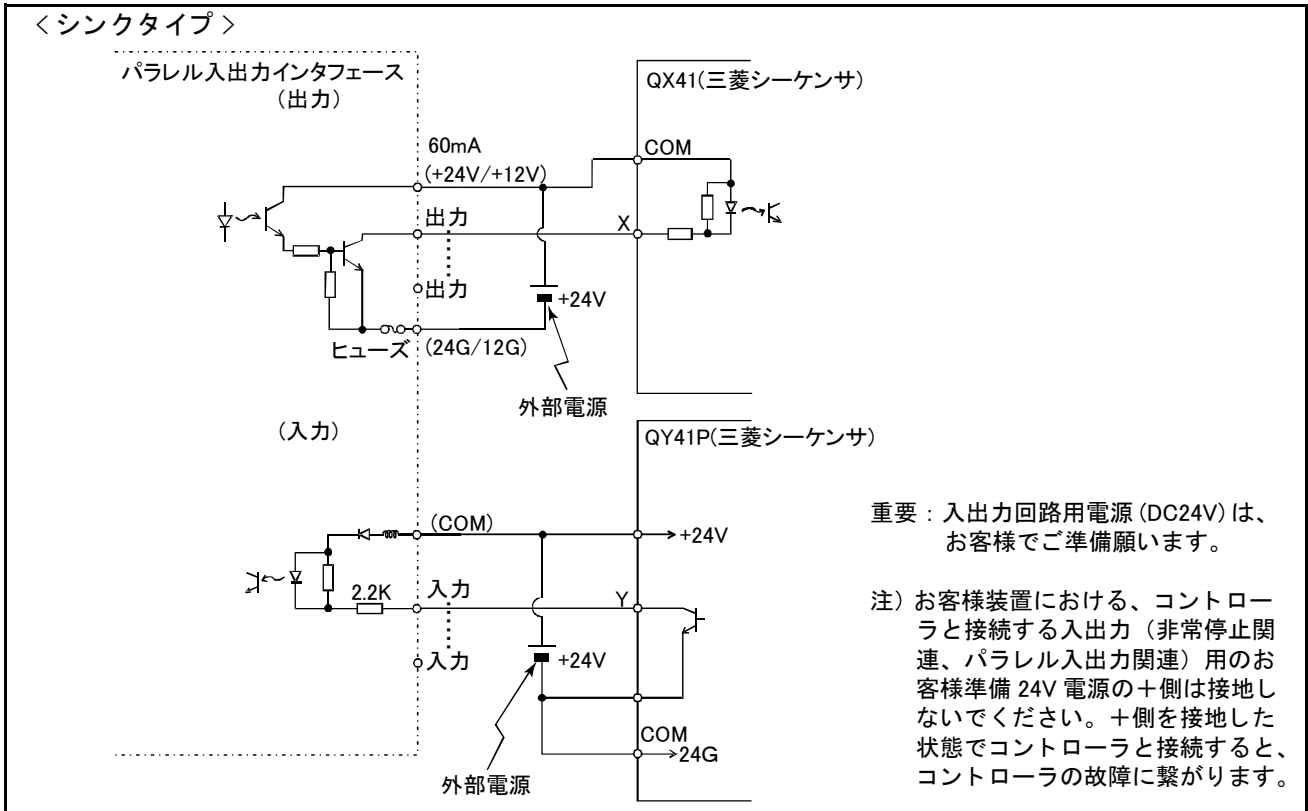 <シンクタイプ>
パラレル入出力インタフェース
(出力)
60mA
(+24V/+12V)
出力
出力
ヒューズ
(24G/12G)
+24V
外部電源
QX41(三菱シーケンサ)
COM
X
(入力)
(COM)
2.2K
入力
入力
+24V
外部電源
QY41P(三菱シーケンサ)
+24V
Y
COM
24G
重要:入出力回路用電源(DC24V)は、
お客様でご準備願います。
注)お客様装置における、コントロー
ラと接続する入出力(非常停止関
連、パラレル入出力関連)用のお
客様準備 24V 電源の+側は接地し
ないでください。+側を接地した
状態でコントローラと接続すると、
コントローラの故障に繋がります。